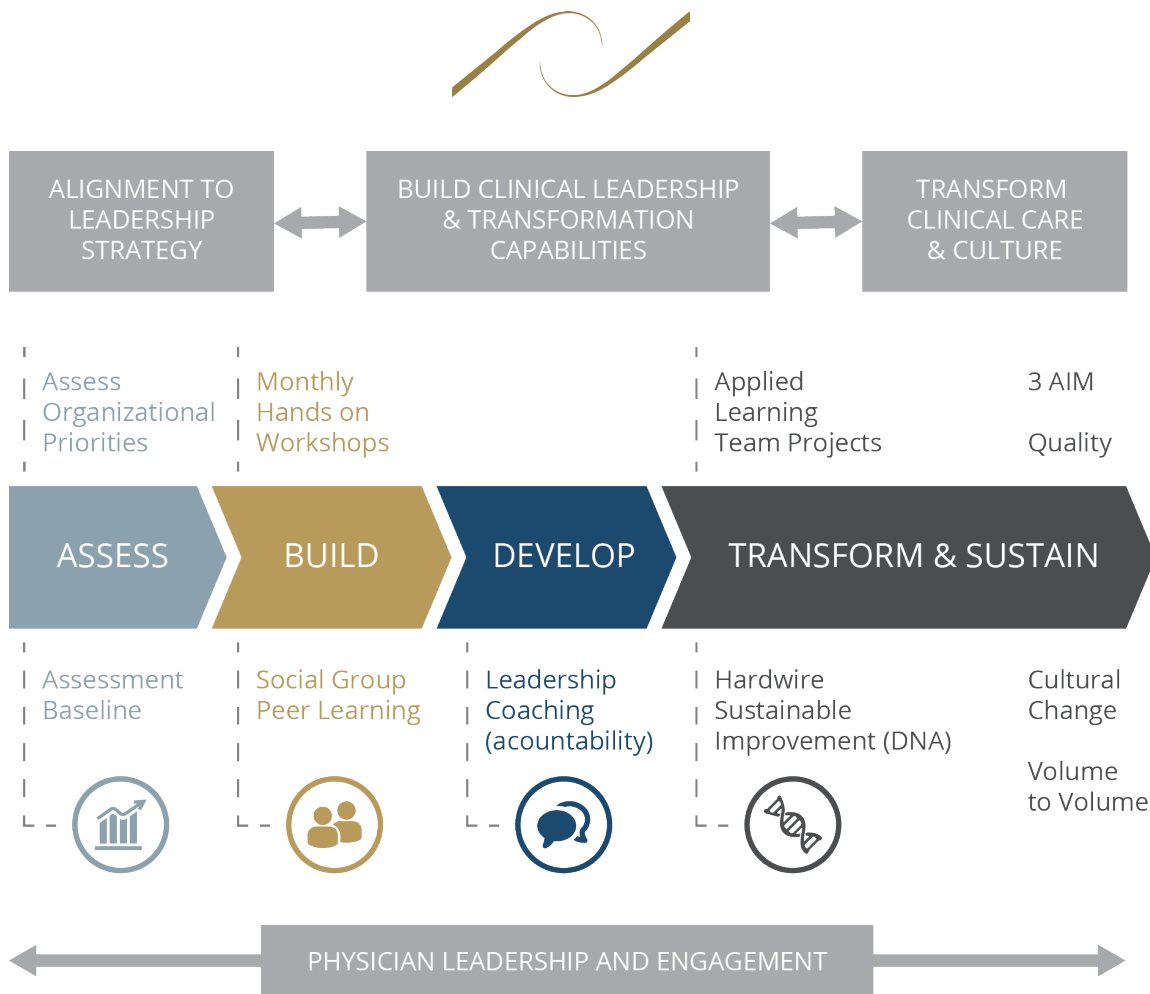 ALIGNMENT TO
LEADERSHIP
STRATEGY
BUILD CLINICAL LEADERSHIP
& TRANSFORMATION
CAPABILITIES
TRANSFORM
CLINICAL CARE
& CULTURE
Assess
Organizational
Priorities
Monthly
Hands on
Workshops
Applied
Learning
Team Projects
3 AIM
Quality
ASSESS
BUILD
DEVELOP
TRANSFORM & SUSTAIN
Assessment
Baseline
Social Group
Peer Learning
Leadership
Coaching
(acountability)
Hardwire
Sustainable
Improvement (DNA)
Cultural
Change
Volume
to Volume
PHYSICIAN LEADERSHIP AND ENGAGEMENT